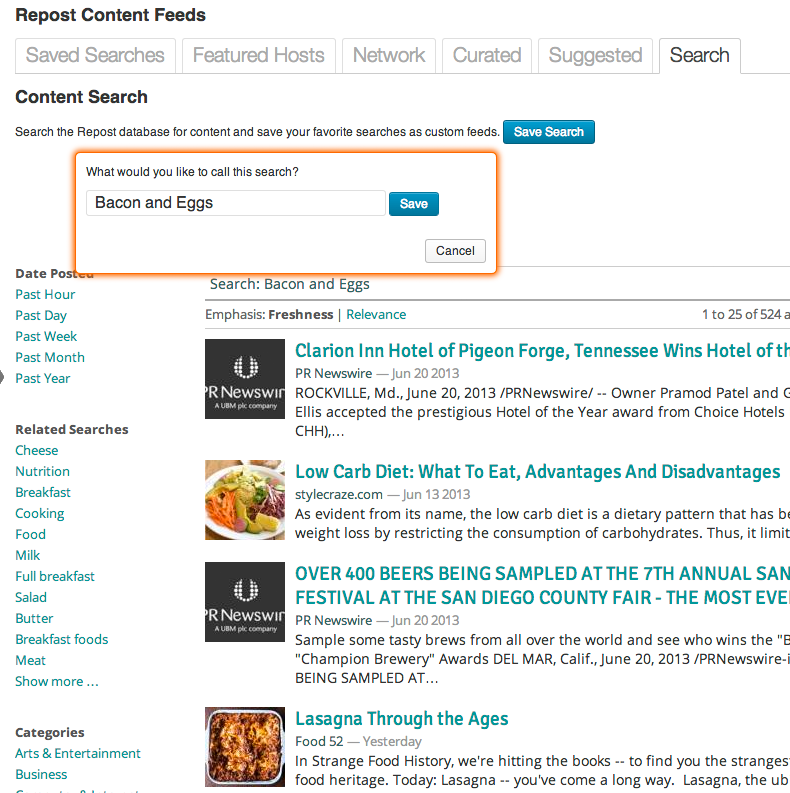 Repost Content Feeds
Saved Searches Featured Hosts Network Curated Suggested Search
Content Search
Search the Repost database for content and save your favorite searches as custom feeds. Save Search
What would you like to call this search?
Bacon and Eggs Save
Cancel
Date Posted
Past Hour
Past Day
Past Week
Past Month
Past Year
Related Searches
Cheese
Nutrition
Breakfast
Cooking
Food
Milk
Full breakfast
Salad
Butter
Breakfast foods
Meat
Show more ...
Categories
Arts & Entertainment
Business
Search: Bacon and Eggs
Emphasis: Freshness | Relevance 1 to 25 of 524 a
PR Newswir
A UBM plc company
Clarion Inn Hotel of Pigeon Forge, Tennessee Wins Hotel of th
PR Newswire — Jun 20 2013
ROCKVILLE, Md., June 20, 2013 /PRNewswire/ -- Owner Pramod Patel and G
Ellis accepted the prestigious Hotel of the Year award from Choice Hotels
CHH),...
Low Carb Diet: What To Eat, Advantages And Disadvantages
stylecraze.com — Jun 13 2013
As evident from its name, the low carb diet is a dietary pattern that has be
weight loss by restricting the consumption of carbohydrates. Thus, it limit
PR Newswir
A UBM plc company
OVER 400 BEERS BEING SAMPLED AT THE 7TH ANNUAL SAN
FESTIVAL AT THE SAN DIEGO COUNTY FAIR - THE MOST EVE
PR Newswire — Jun 20 2013
Sample some tasty brews from all over the world and see who wins the "B
"Champion Brewery" Awards DEL MAR, Calif., June 20, 2013 /PRNewswire-i
BEING SAMPLED AT...
Lasagna Through the Ages
Food 52 — Yesterday
In Strange Food History, we're hitting the books -- to find you the strangest
food heritage. Today: Lasagna -- you've come a long way. Lasagna, the ub